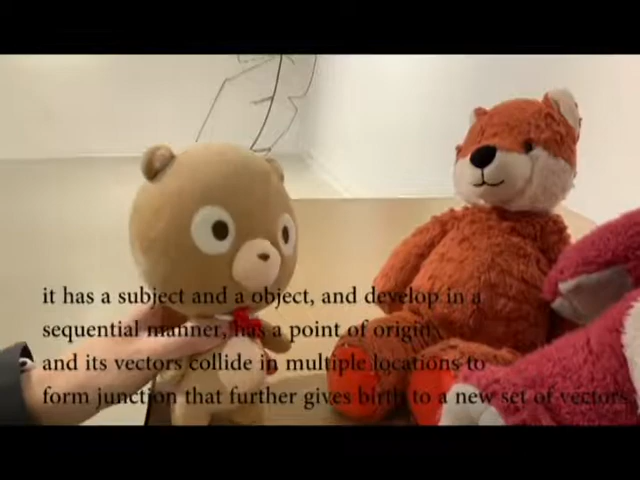 it has a subject and a object, and develop in a
sequential manner, has a point of origin
and its vectors collide in multiple locations to
form junction that further gives birth to a new set of vectors.